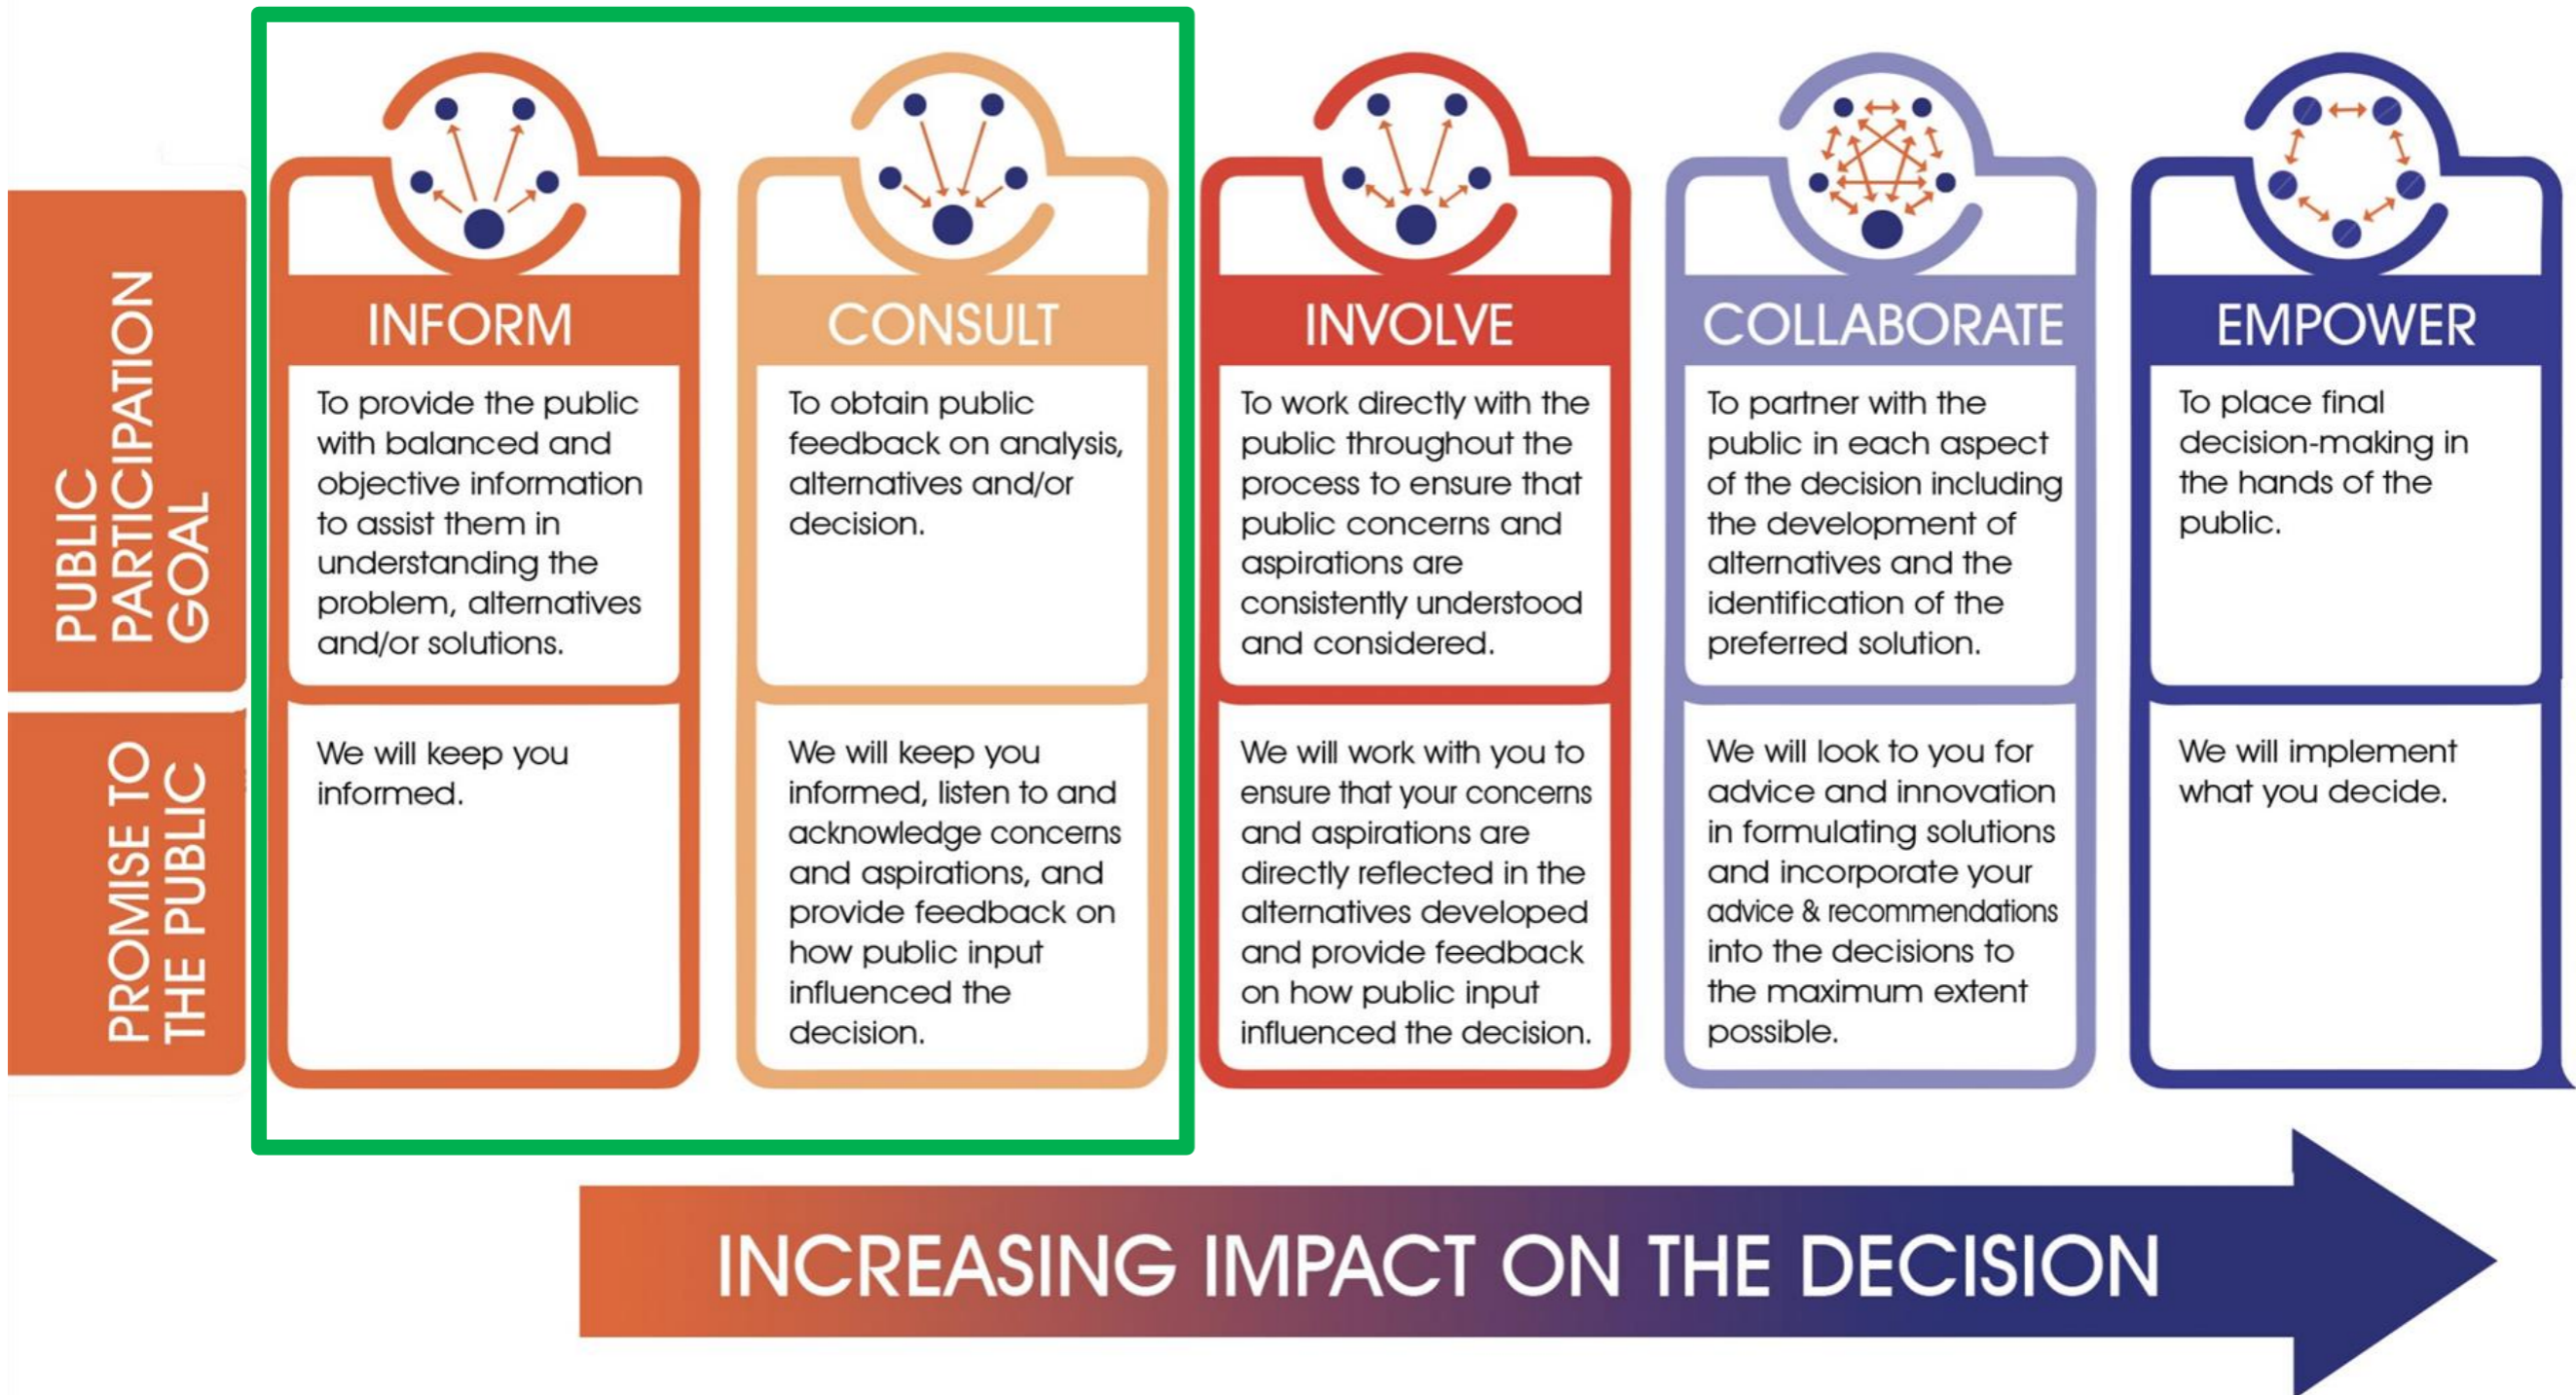 PUBLIC
PARTICIPATION
GOAL
PROMISE TO
THE PUBLIC
INFORM
To provide the public
with balanced and
objective information
to assist them in
understanding the
problem, alternatives
and/or solutions.
We will keep you
informed.
CONSULT
To obtain public
feedback on analysis,
alternatives and/or
decision.
We will keep you
informed, listen to and
acknowledge concerns
and aspirations, and
provide feedback on
how public input
influenced the
decision.
INVOLVE
To work directly with the
public throughout the
process to ensure that
public concerns and
aspirations are
consistently understood
and considered.
We will work with you to
ensure that your concerns
and aspirations are
directly reflected in the
alternatives developed
and provide feedback
on how public input
influenced the decision.
COLLABORATE
To partner with the
public in each aspect
of the decision including
the development of
alternatives and the
identification of the
preferred solution.
We will look to you for
advice and innovation
in formulating solutions
and incorporate your
advice & recommendations
into the decisions to
the maximum extent
possible.
EMPOWER
To place final
decision-making in
the hands of the
public.
We will implement
what you decide.
INCREASING IMPACT ON THE DECISION